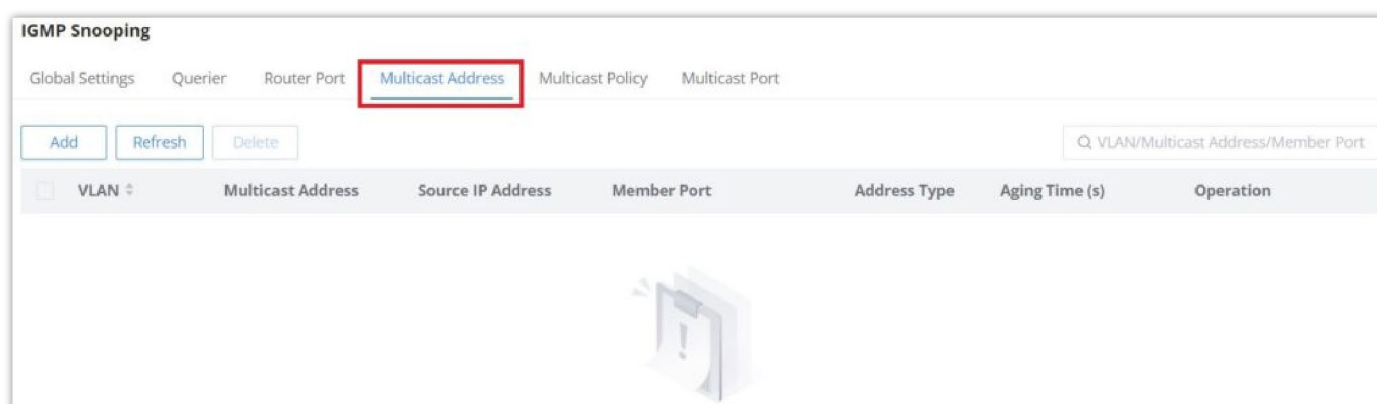 IGMP Snooping
Global Settings Querier Router Port Multicast Address Multicast Policy Multicast Port
Add Refresh Delete VLAN/Multicast Address/Member Port
VLAN Multicast Address Source IP Address Member Port Address Type Aging Time (s) Operation